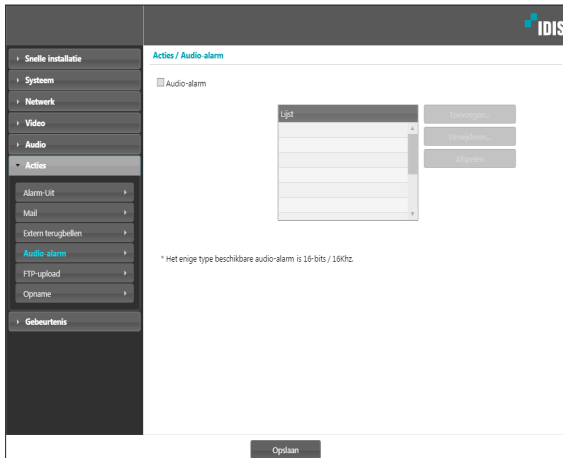 IDIS
Snelle installatie
Systeem
Netwerk
Video
Audio
Acties
Alarm-Uit
Mail
Extern terugbellen
Audio-alarm
FTP-upload
Opname
Gebeurtenis
Acties / Audio-alarm
Audio-alarm
Lijst
Toevoegen...
Verwijderen...
Afspelen
* Het enige type beschikbare audio-alarm is 16-bits / 16Khz.
Opslaan